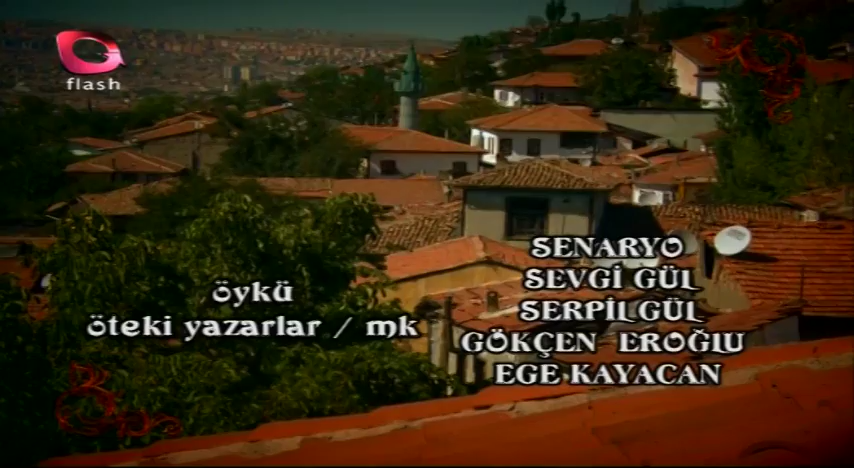 flash
öykü
öteki yazarlar / mk
SENARYO
SEVGİ GÜL
SERPİL GÜL
GÖKÇEN EROĞLU
EGE KAYACAN